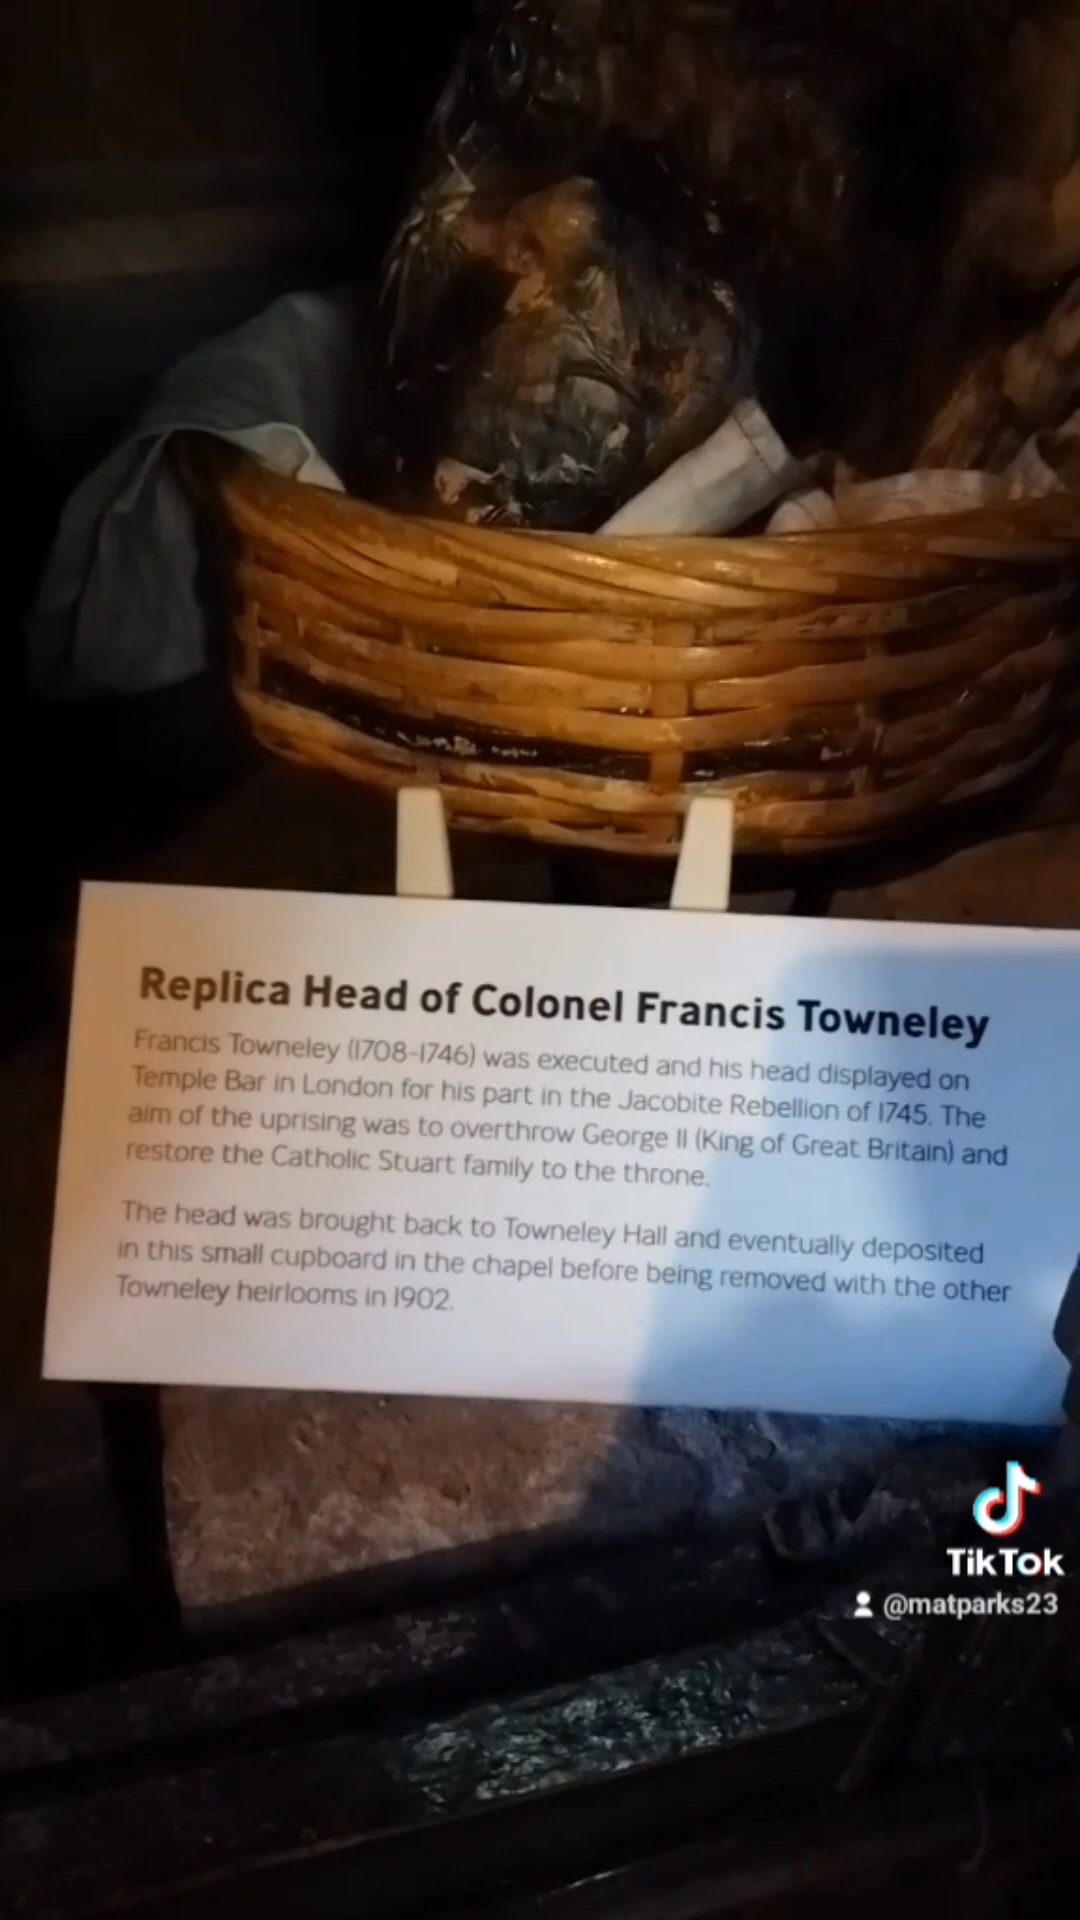 Replica Head of Colonel Francis Towneley
Francis Towneley (1708-1746) was executed and his head displayed on
Temple Bar in London for his part in the Jacobite Rebellion of 1745. The
aim of the uprising was to overthrow George II (King of Great Britain) and
restore the Catholic Stuart family to the throne.
The head was brought back to Towneley Hall and eventually deposited
in this small cupboard in the chapel before being removed with the other
Towneley heirlooms in 1902.
TikTok
@matparks23